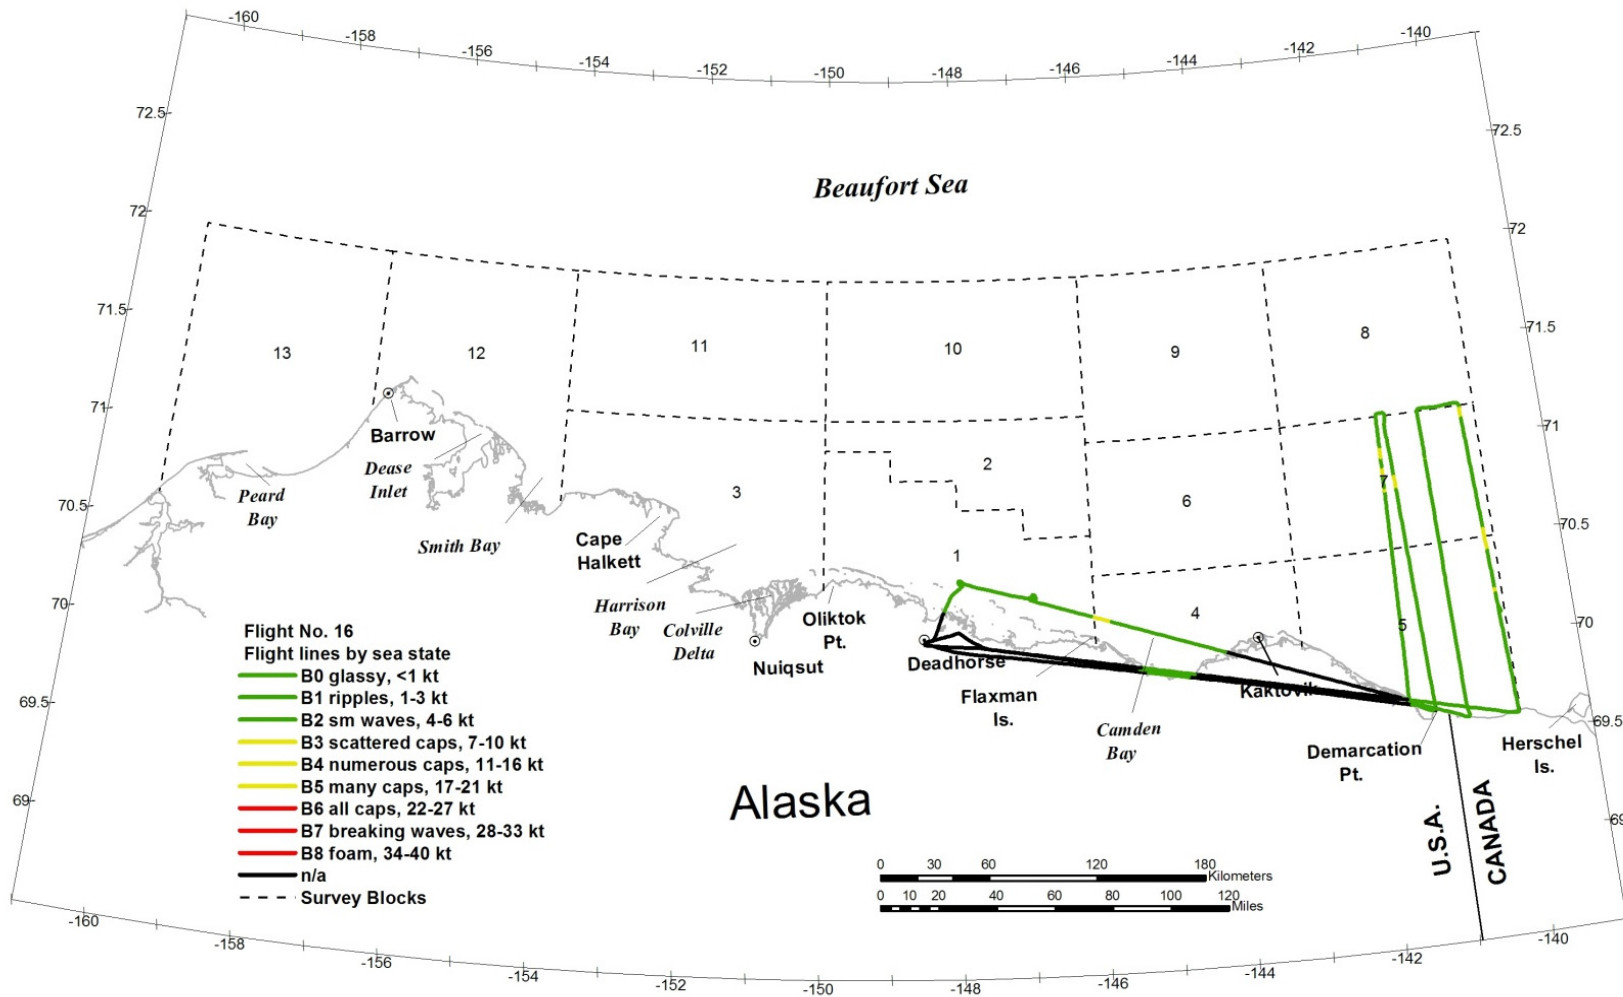 -160
-158
-156
-154
-152
-150
-148
-146
-144
-142
-140
72.5
72.5
Beaufort Sea
72
72
71.5
71.5
13
12
11
10
9
8
71
71
Barrow
Dease
Inlet
Peard
Bay
Smith Bay
3
2
6
7
70.5
70.5
Cape
Halkett
1
70
70
Harrison
Bay
Colville
Delta
Oliktok
Pt.
4
5
Nuiqsut
Deadhorse
Flaxman
Is.
Kaktovik
Camden
Bay
Demarcation
Pt.
Herschel
Is.
69.5
69.5
Flight No. 16
Flight lines by sea state
B0 glassy, <1 kt
B1 ripples, 1-3 kt
B2 sm waves, 4-6 kt
B3 scattered caps, 7-10 kt
B4 numerous caps, 11-16 kt
B5 many caps, 17-21 kt
B6 all caps, 22-27 kt
B7 breaking waves, 28-33 kt
B8 foam, 34-40 kt
n/a
Survey Blocks
Alaska
69
69
U.S.A.
CANADA
0 30 60 120 180
Kilometers
0 10 20 40 60 80 100 120
Miles
-160
-158
-156
-154
-152
-150
-148
-146
-144
-142
-140